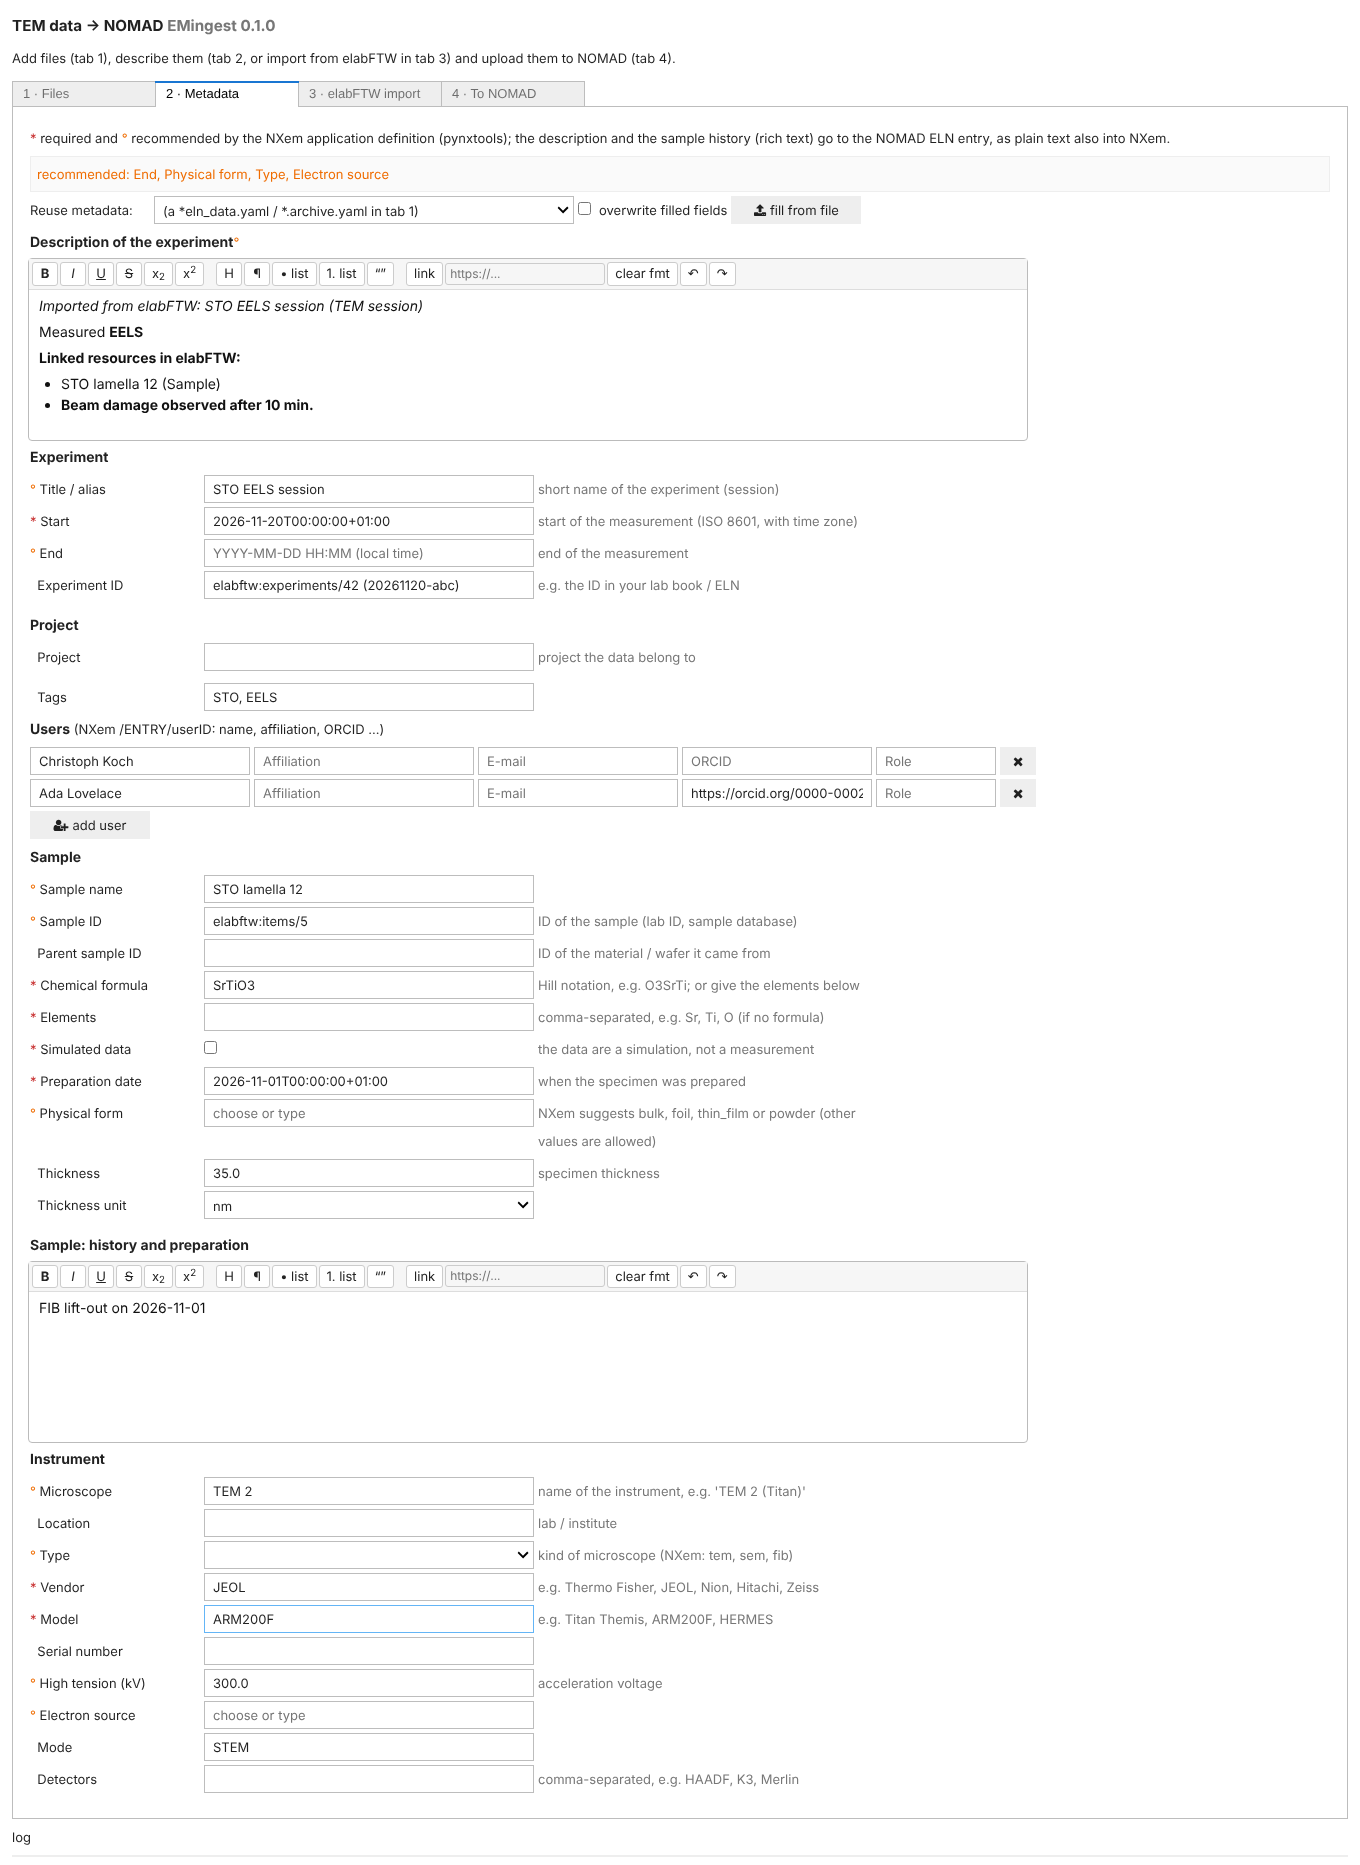 TEM data → NOMAD EMingest 0.1.0
Add files (tab 1), describe them (tab 2, or import from elabFTW in tab 3) and upload them to NOMAD (tab 4).
1 · Files
2 · Metadata
3 · elabFTW import
4 · To NOMAD
* required and ° recommended by the NXem application definition (pynxtools); the description and the sample history (rich text) go to the NOMAD ELN entry, as plain text also into NXem.
recommended: End, Physical form, Type, Electron source
Reuse metadata: (a *eln_data.yaml / *.archive.yaml in tab 1) overwrite filled fields fill from file
Description of the experiment°
B I U S x₂ x² H ¶ • list 1. list “” link https://... clear fmt ↶ ↷
Imported from elabFTW: STO EELS session (TEM session)
Measured EELS
Linked resources in elabFTW:
• STO lamella 12 (Sample)
• Beam damage observed after 10 min.
Experiment
° Title / alias STO EELS session short name of the experiment (session)
* Start 2026-11-20T00:00:00+01:00 start of the measurement (ISO 8601, with time zone)
° End YYYY-MM-DD HH:MM (local time) end of the measurement
Experiment ID elabftw:experiments/42 (20261120-abc) e.g. the ID in your lab book / ELN
Project
Project project the data belong to
Tags STO, EELS
Users (NXem /ENTRY/userID: name, affiliation, ORCID ...)
Christoph Koch Affiliation E-mail ORCID Role ✖
Ada Lovelace Affiliation E-mail https://orcid.org/0000-0002 Role ✖
add user
Sample
° Sample name STO lamella 12
° Sample ID elabftw:items/5 ID of the sample (lab ID, sample database)
Parent sample ID ID of the material / wafer it came from
* Chemical formula SrTiO3 Hill notation, e.g. O3SrTi; or give the elements below
* Elements comma-separated, e.g. Sr, Ti, O (if no formula)
* Simulated data the data are a simulation, not a measurement
* Preparation date 2026-11-01T00:00:00+01:00 when the specimen was prepared
° Physical form choose or type NXem suggests bulk, foil, thin_film or powder (other
values are allowed)
Thickness 35.0 specimen thickness
Thickness unit nm
Sample: history and preparation
B I U S x₂ x² H ¶ • list 1. list “” link https://... clear fmt ↶ ↷
FIB lift-out on 2026-11-01
Instrument
° Microscope TEM 2 name of the instrument, e.g. 'TEM 2 (Titan)'
Location lab / institute
° Type kind of microscope (NXem: tem, sem, fib)
* Vendor JEOL e.g. Thermo Fisher, JEOL, Nion, Hitachi, Zeiss
* Model ARM200F e.g. Titan Themis, ARM200F, HERMES
Serial number
° High tension (kV) 300.0 acceleration voltage
° Electron source choose or type
Mode STEM
Detectors comma-separated, e.g. HAADF, K3, Merlin
log